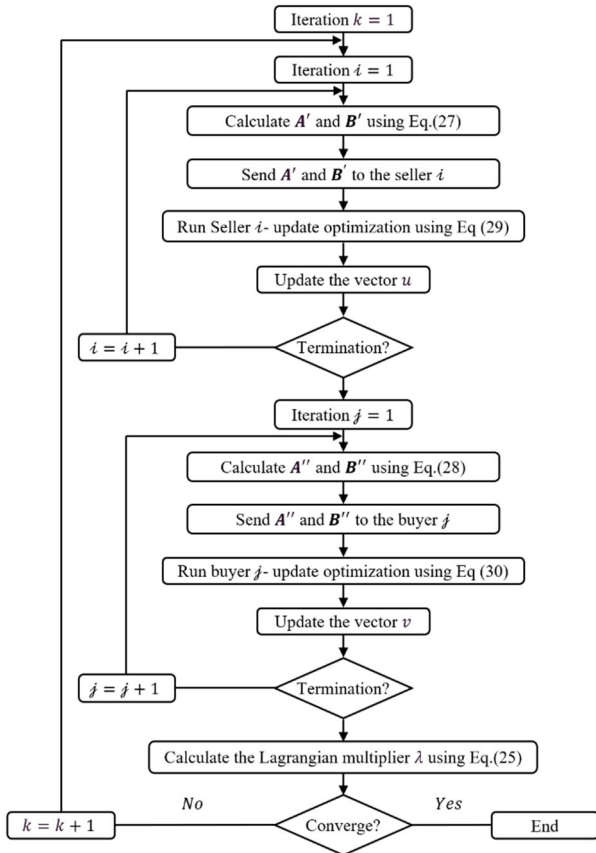 Iteration k = 1
Iteration i = 1
Calculate A′ and B′ using Eq.(27)
Send A′ and B′ to the seller i
Run Seller i- update optimization using Eq (29)
Update the vector u
i = i + 1
Termination?
Iteration j = 1
Calculate A′′ and B′′ using Eq.(28)
Send A′′ and B′′ to the buyer j
Run buyer j- update optimization using Eq (30)
Update the vector v
j = j + 1
Termination?
Calculate the Lagrangian multiplier λ using Eq.(25)
No
Yes
k = k + 1
Converge?
End